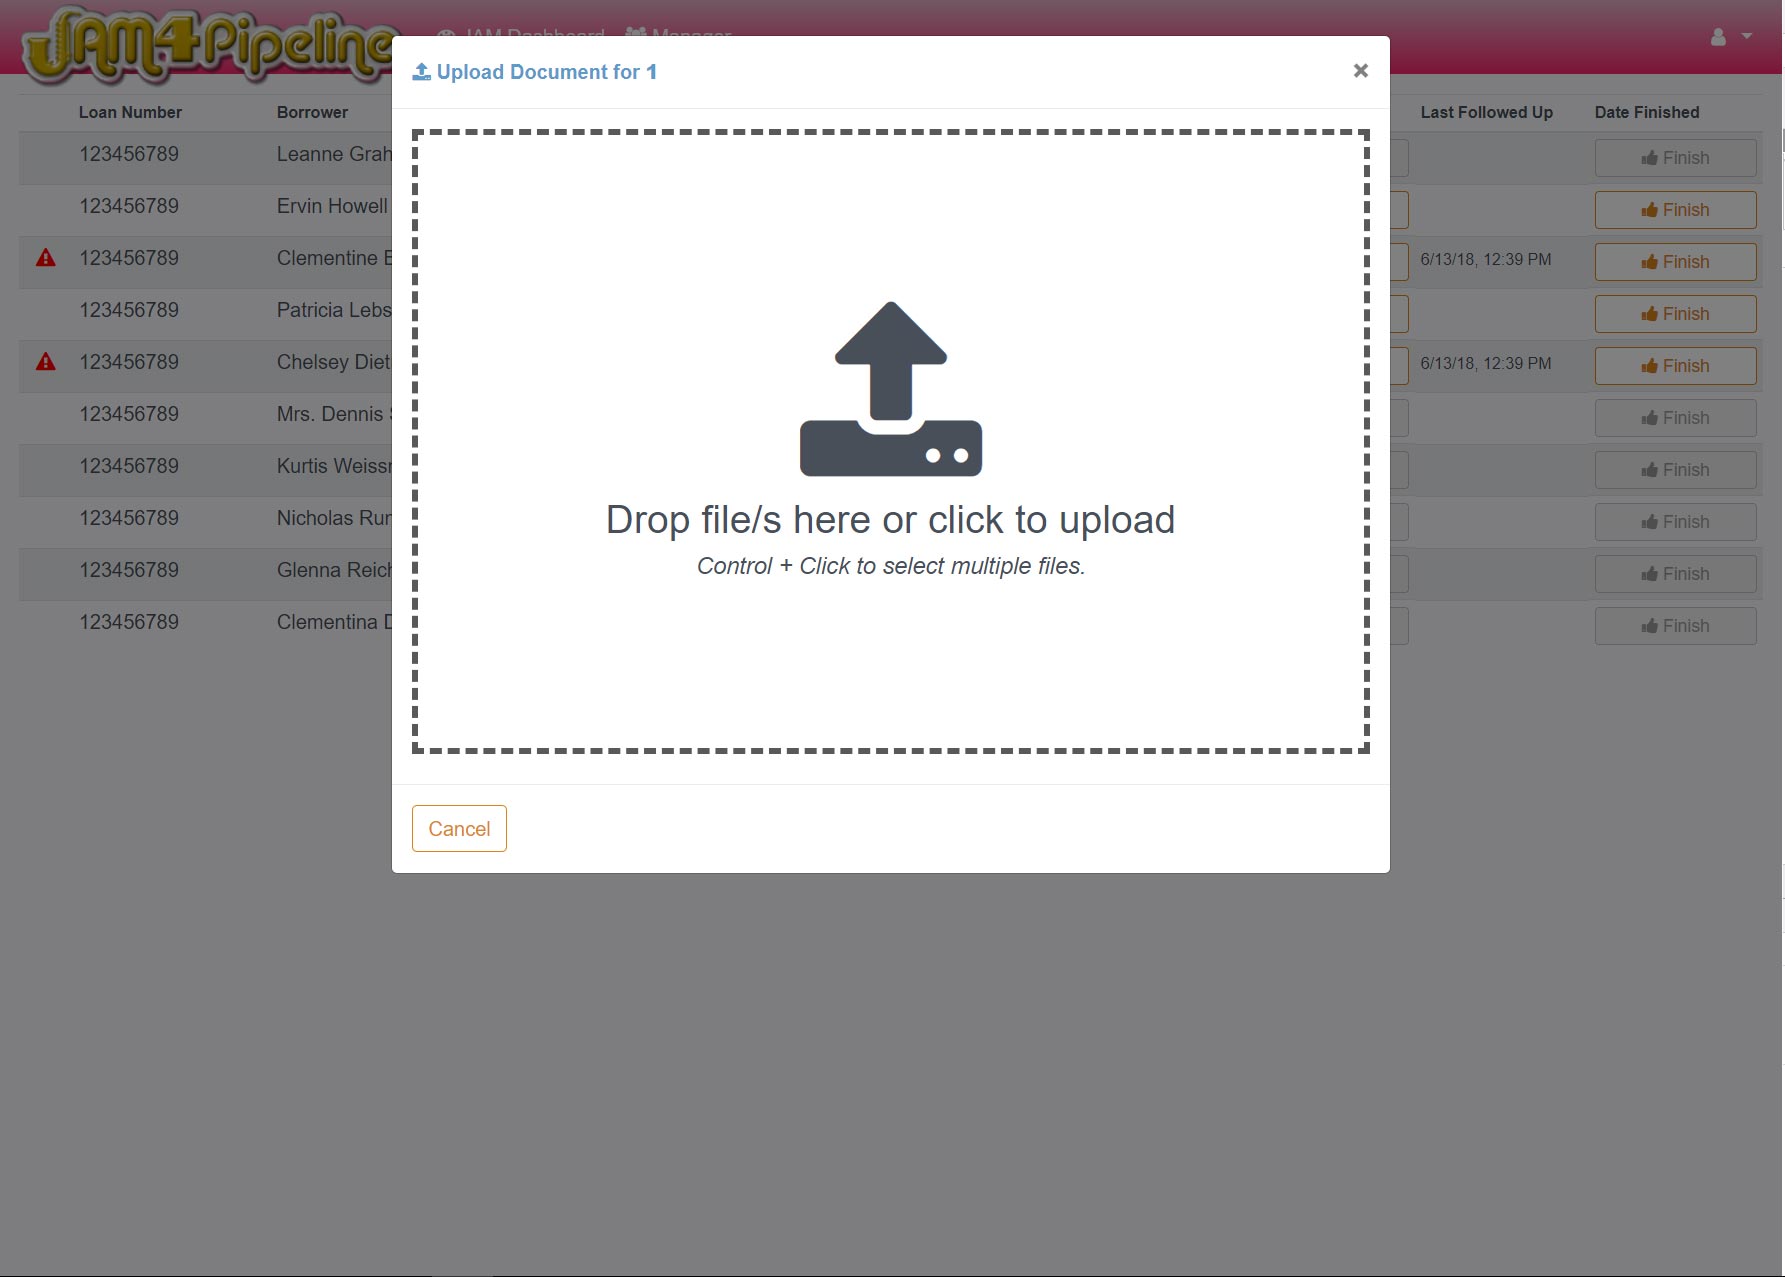 JAM4Pipeline
JAM Dashboard Manager
Upload Document for 1
Loan Number Borrower Last Followed Up Date Finished
123456789 Leanne Grah Finish
123456789 Ervin Howell Finish
123456789 Clementine 6/13/18, 12:39 PM Finish
123456789 Patricia Lebs Finish
123456789 Chelsey Diet 6/13/18, 12:39 PM Finish
123456789 Mrs. Dennis Finish
123456789 Kurtis Weiss Finish
123456789 Nicholas Run Finish
123456789 Glenna Reich Finish
123456789 Clementina D Finish
Drop file/s here or click to upload
Control + Click to select multiple files.
Cancel